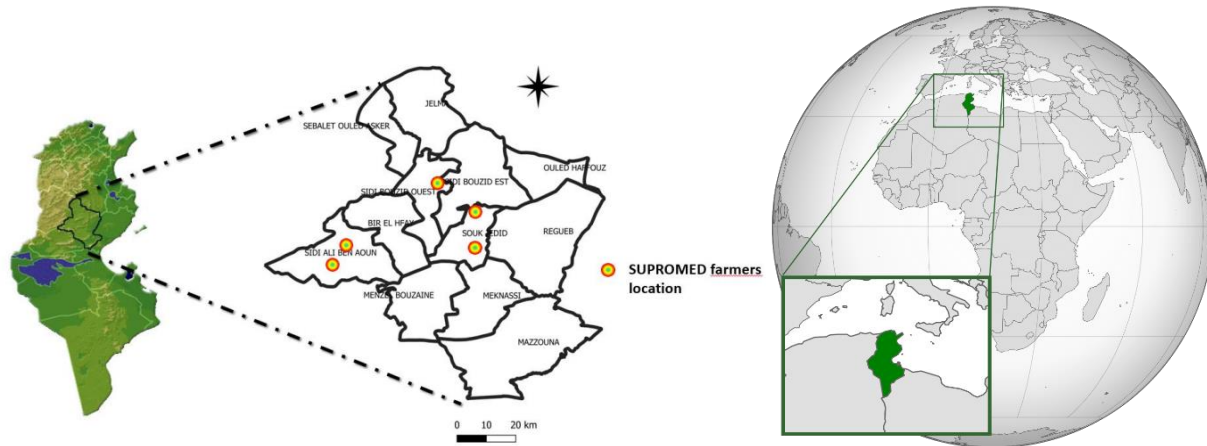 JELMA
SEBALET OULED ASKER
OULED HAFFOUZ
SIDI BOUZID OUEST
SIDI BOUZID EST
BIR EL HFAY
SOUK JEDID
REGUEB
SIDI ALI BEN AOUN
SUPROMED farmers
location
MENZEL BOUZAINE
MEKNASSI
MAZZOUNA
0 10 20 km